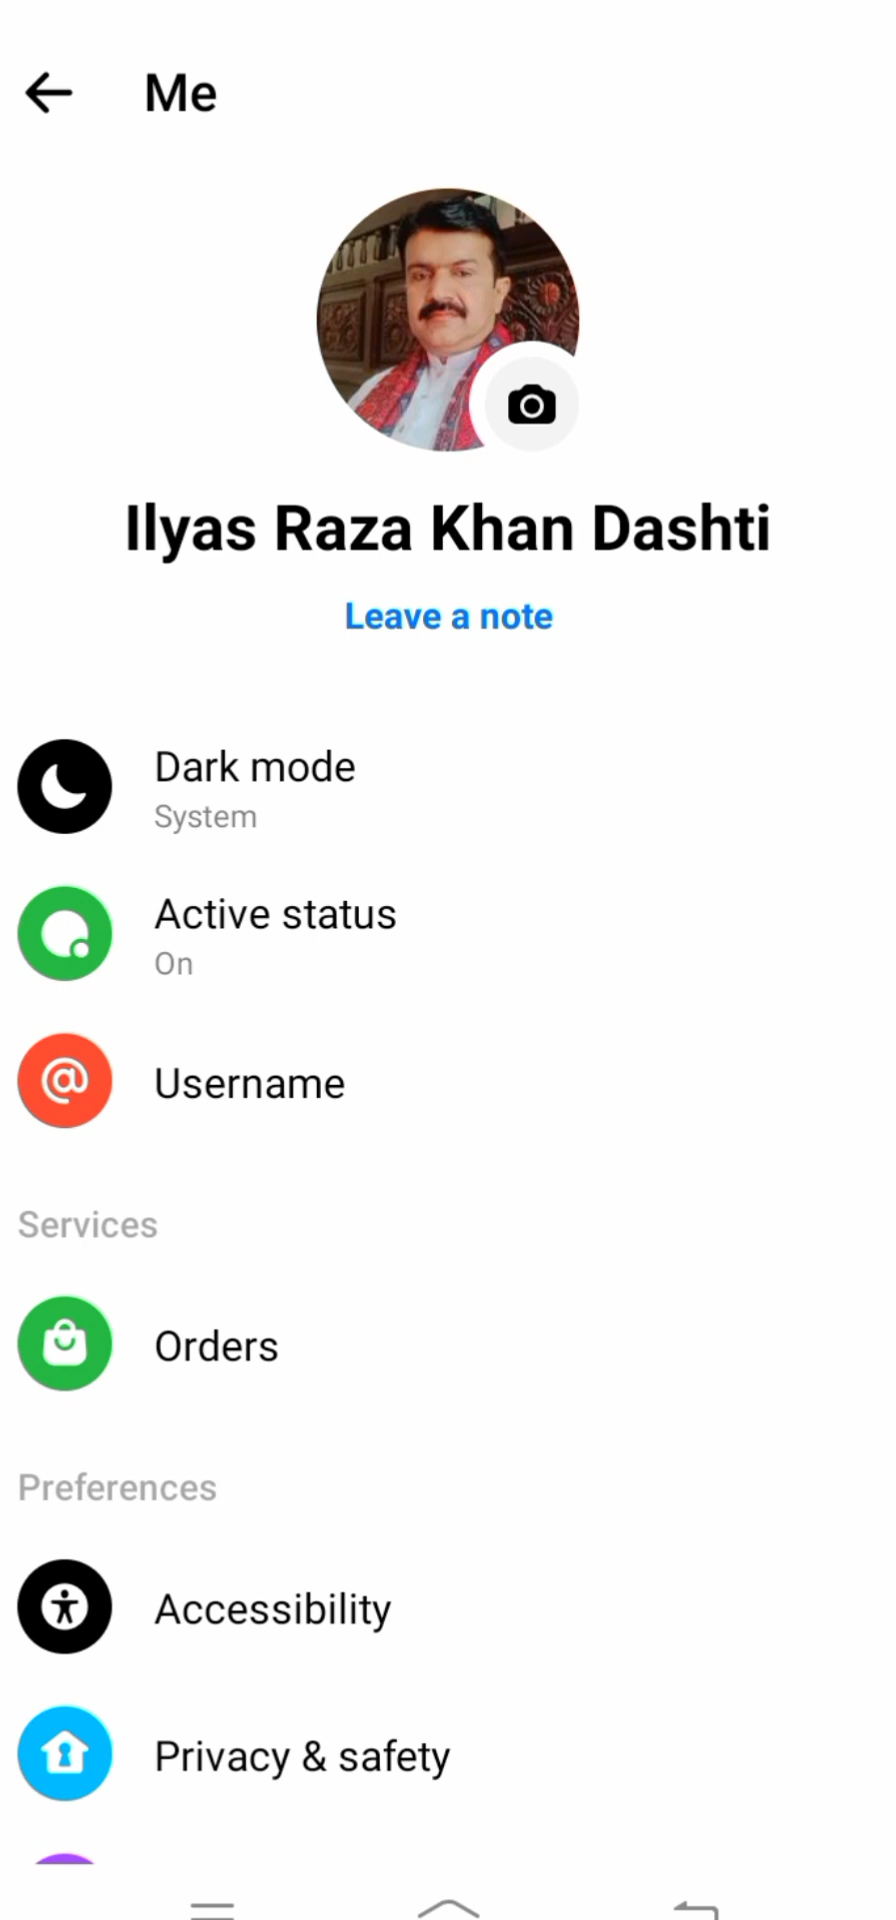 Me
Ilyas Raza Khan Dashti
Leave a note
Dark mode
System
Active status
On
Username
Services
Orders
Preferences
Accessibility
Privacy & safety